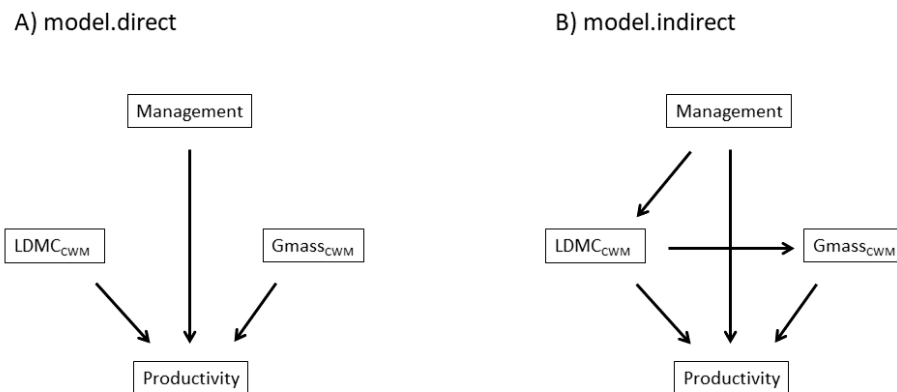 A) model.direct
Management
LDMCCWM
GmassCWM
Productivity
B) model.indirect
Management
LDMCCWM
GmassCWM
Productivity